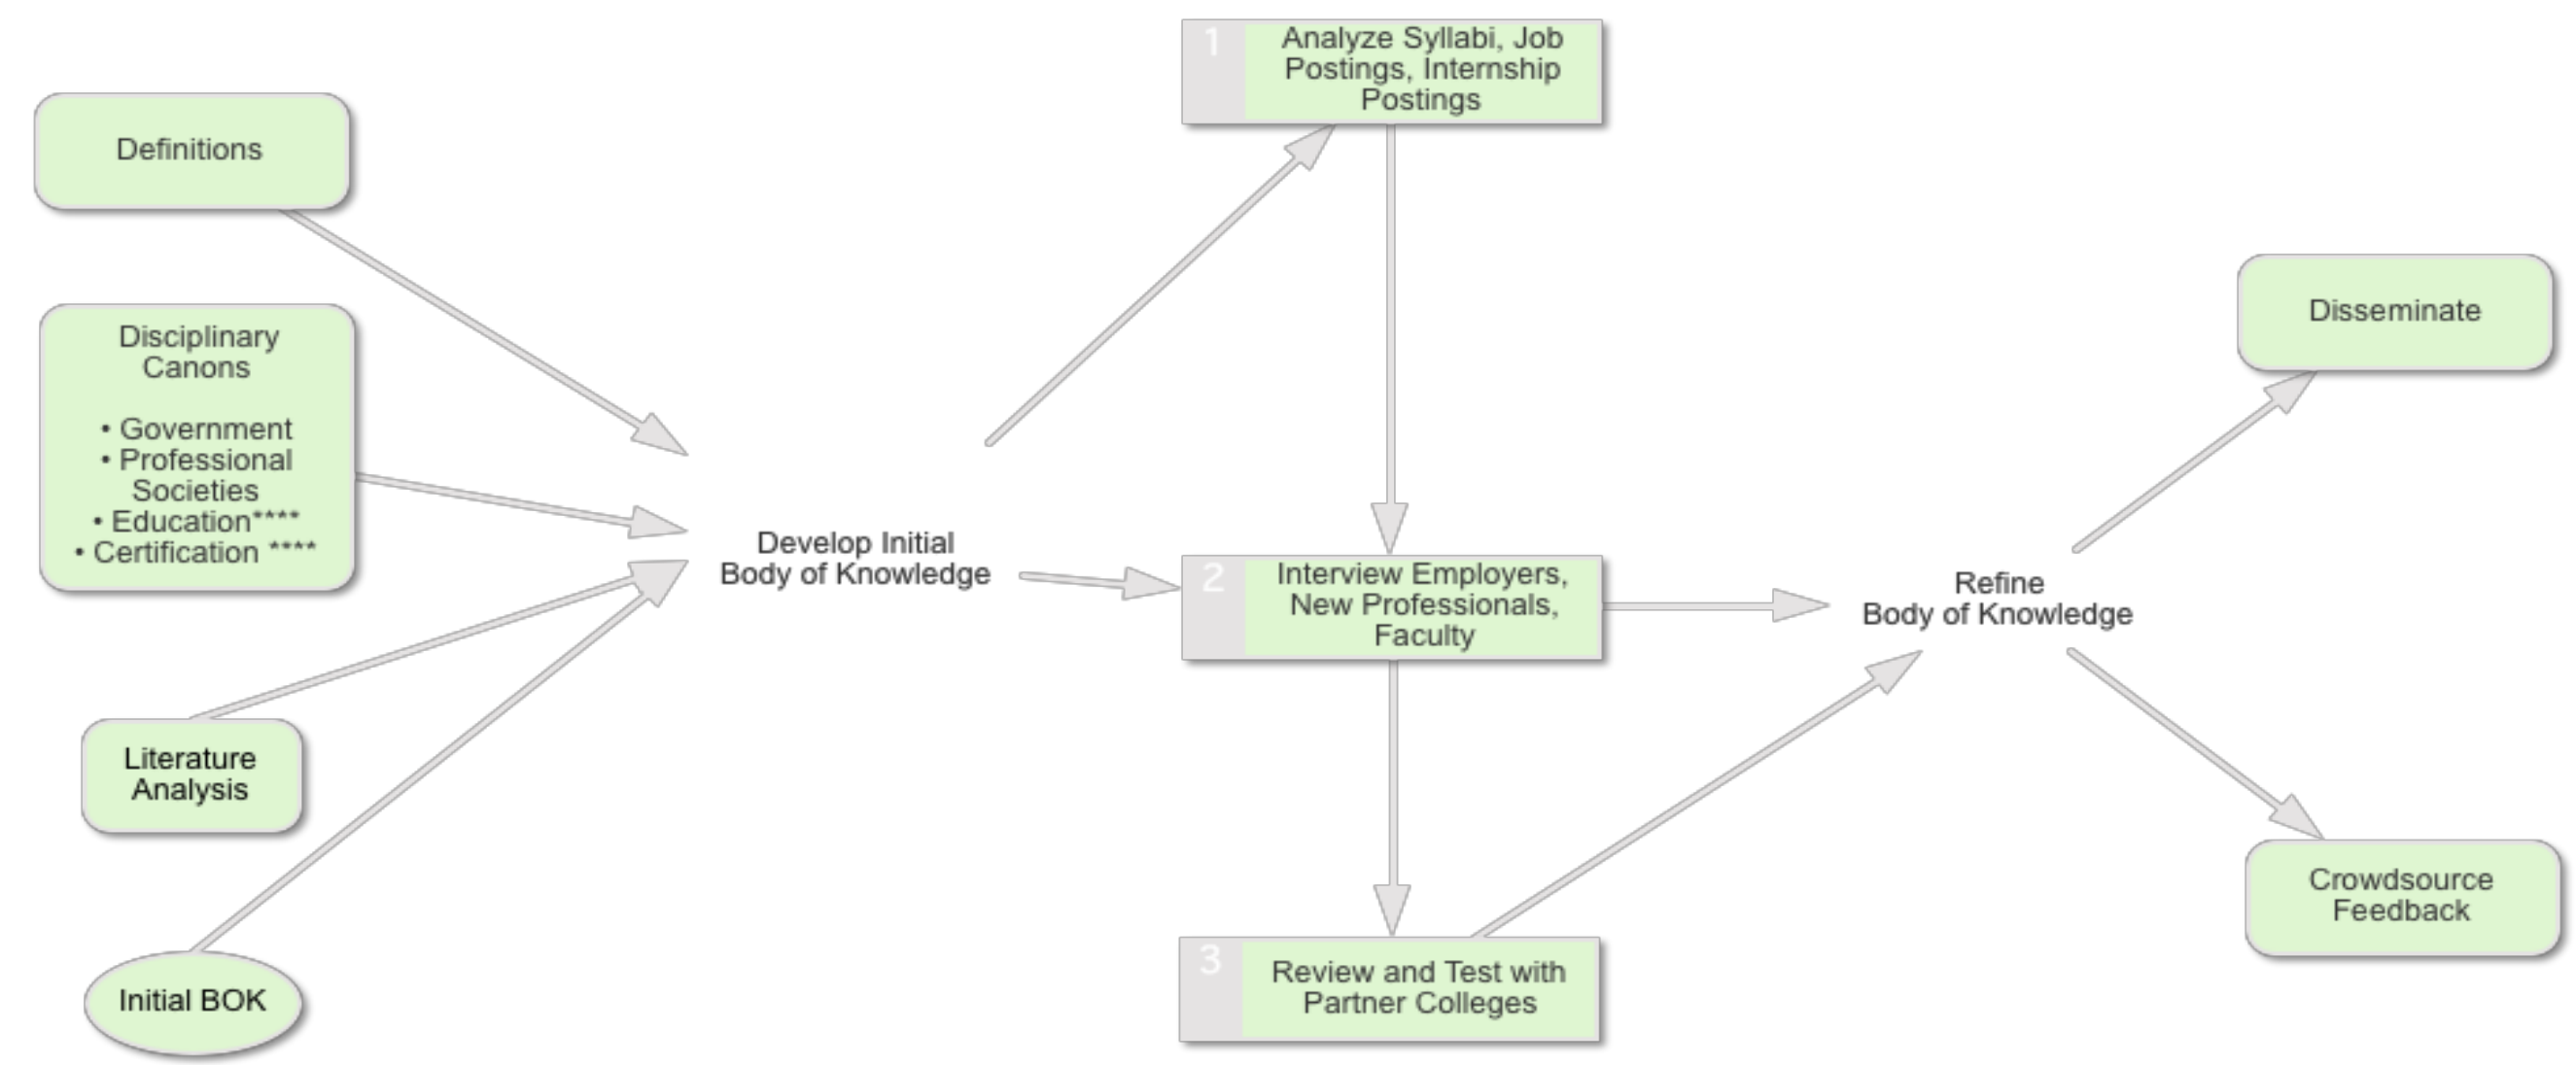 Definitions
Disciplinary
Canons
• Government
• Professional
Societies
• Education****
• Certification ****
Literature
Analysis
Initial BOK
Develop Initial
Body of Knowledge
1
Analyze Syllabi, Job
Postings, Internship
Postings
2
Interview Employers,
New Professionals,
Faculty
3
Review and Test with
Partner Colleges
Refine
Body of Knowledge
Disseminate
Crowdsource
Feedback